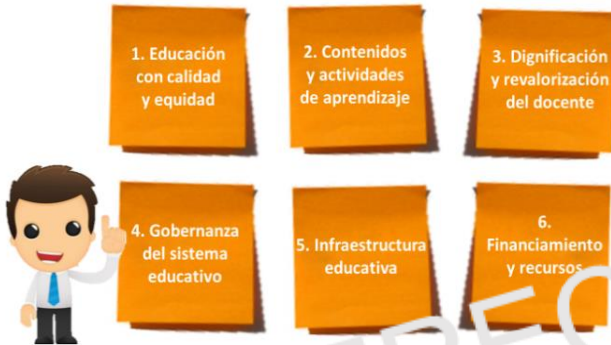 1. Educación
con calidad
y equidad
2. Contenidos
y actividades
de aprendizaje
3. Dignificación
y revalorización
del docente
4. Gobernanza
del sistema
educativo
5. Infraestructura
educativa
6.
Financiamiento
y recursos